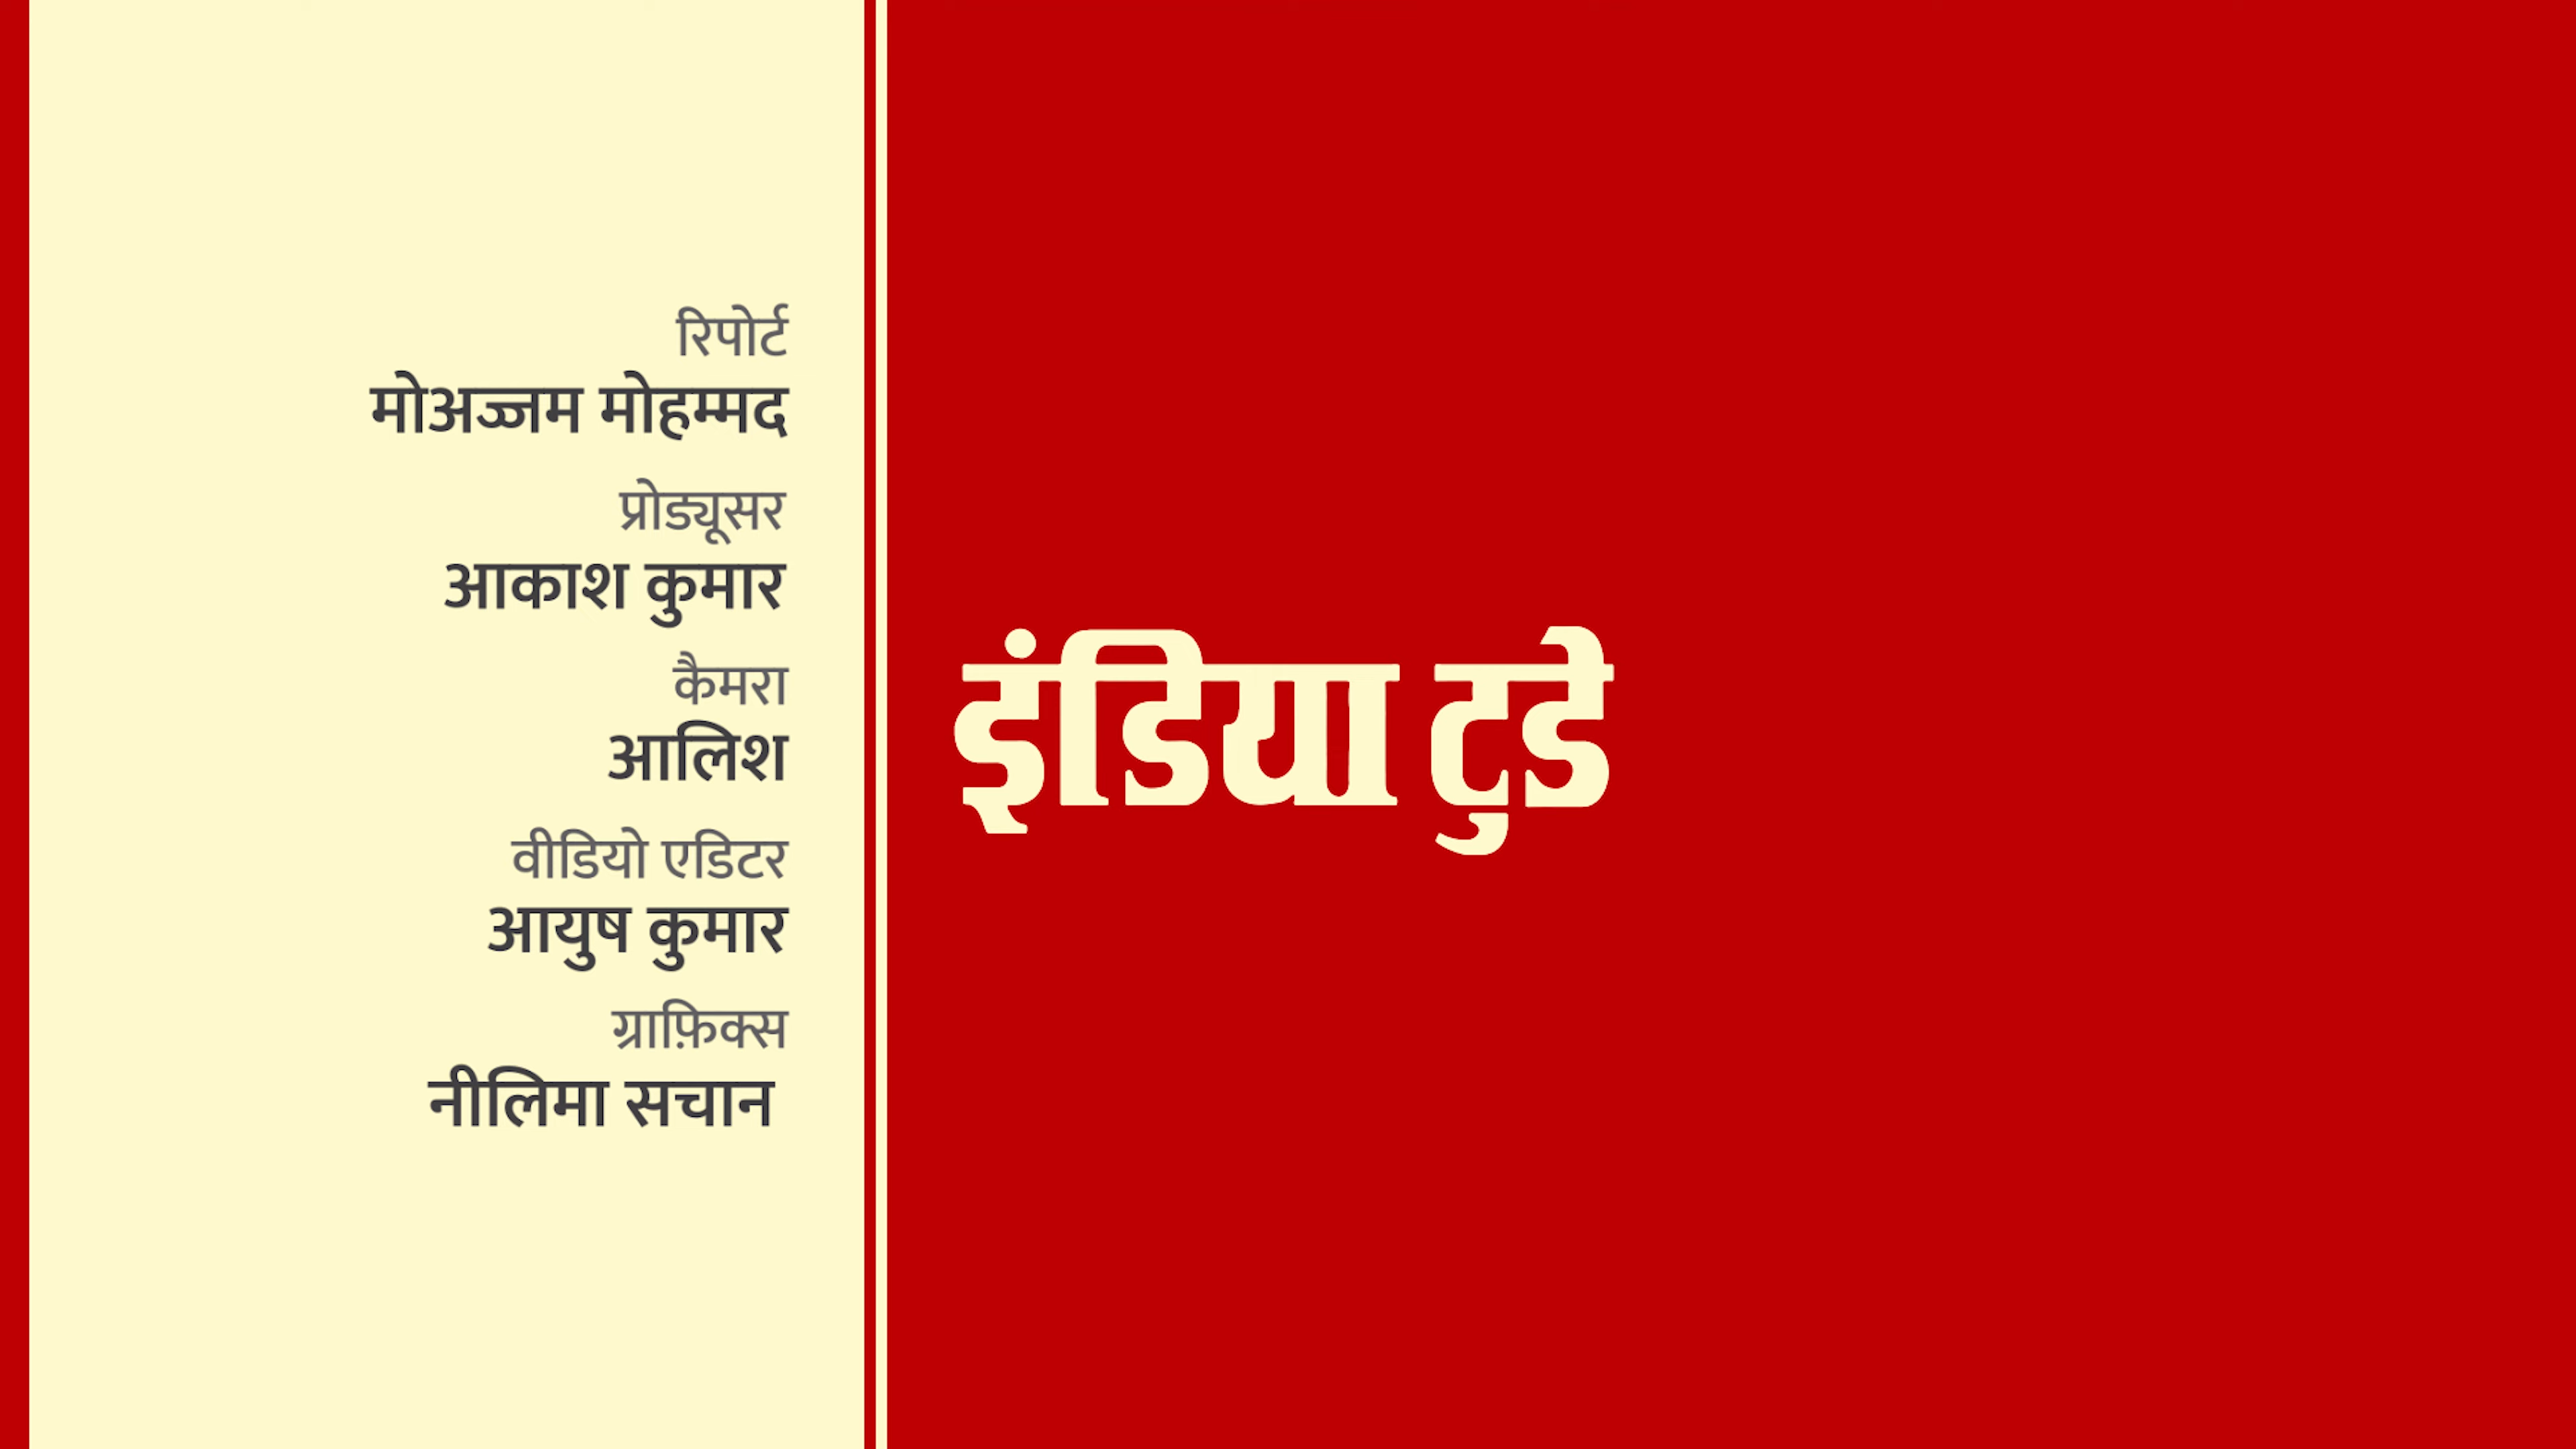 रिपोर्ट
मोअज्जम मोहम्मद
प्रोड्यूसर
आकाश कुमार
कैमरा
आलिश
वीडियो एडिटर
आयुष कुमार
ग्राफ़िक्स
नीलिमा सचान
इंडिया टुडे